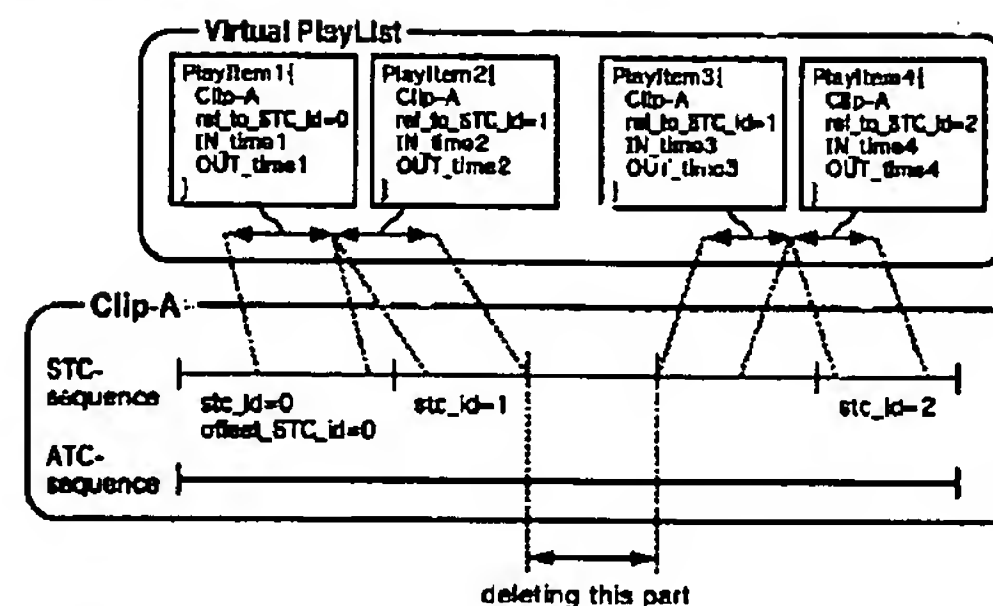 Virtual PlayList
PlayItem1{
Clip-A
ref_to_STC_id=0
IN_time1
OUT_time1
}
PlayItem2{
Clip-A
ref_to_STC_id=1
IN_time2
OUT_time2
}
PlayItem3{
Clip-A
ref_to_STC_id=1
IN_time3
OUT_time3
}
PlayItem4{
Clip-A
ref_to_STC_id=2
IN_time4
OUT_time4
}
Clip-A
STC-
sequence
stc_id=0
offset_STC_id=0
stc_id=1
stc_id=2
ATC-
sequence
deleting this part